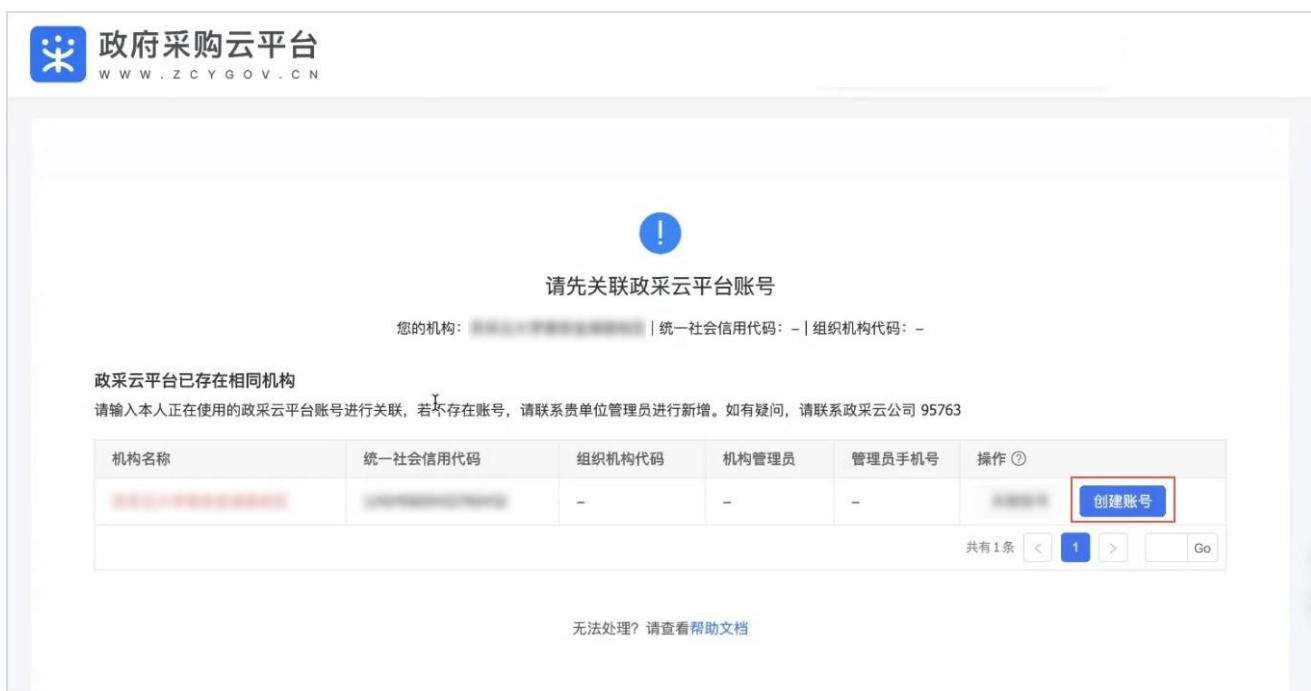 政府采购云平台
WWW.ZCYGOV.CN
请先关联政采云平台账号
您的机构: | 统一社会信用代码: – | 组织机构代码: –
政采云平台已存在相同机构
请输入本人正在使用的政采云平台账号进行关联，若不存在账号，请联系贵单位管理员进行新增。如有疑问，请联系政采云公司 95763
机构名称 统一社会信用代码 组织机构代码 机构管理员 管理员手机号 操作
– – – 创建账号
共有1条 < 1 > Go
无法处理？请查看帮助文档